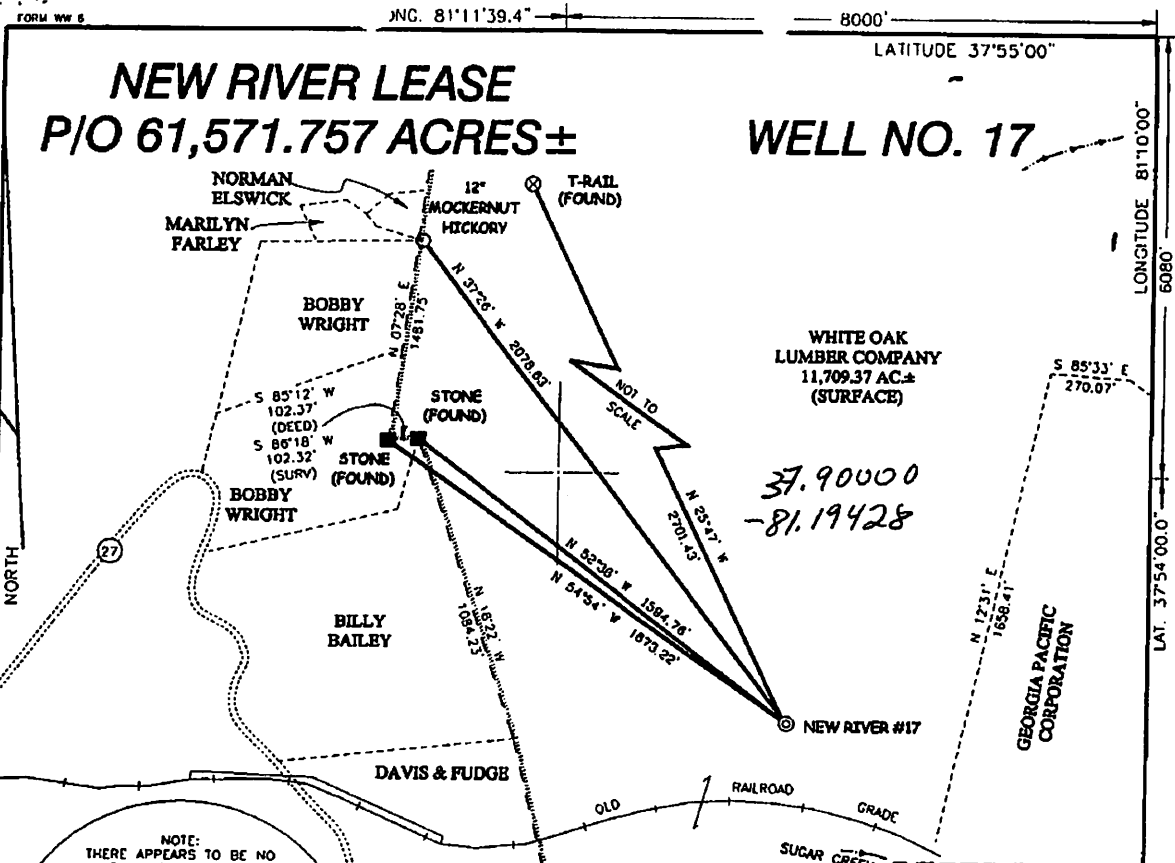 FORM WW 6
ONG. 81°11'39.4"
8000'
LATITUDE 37°55'00"
NEW RIVER LEASE
P/O 61,571.757 ACRES±
WELL NO. 17
LONGITUDE 81°10'00"
6080'
LAT. 37°54'00.0"
NORMAN
ELSWICK
MARILYN
FARLEY
12"
MOCKERNUT
HICKORY
T-RAIL
(FOUND)
BOBBY
WRIGHT
N 07°28' E
1481.75'
N 37°26' W 2078.63'
WHITE OAK
LUMBER COMPANY
11,709.37 AC.±
(SURFACE)
S 85°33' E
270.07'
NOT TO
SCALE
S 85°12' W
102.37'
(DEED)
S 86°18' W
102.32'
(SURV)
STONE
(FOUND)
STONE
(FOUND)
BOBBY
WRIGHT
37.90000
-81.19428
N 25°47' W
2701.43'
27
NORTH
N 52°38' W 1594.76'
N 54°54' W 1673.22'
N 18°22' W
1084.23'
BILLY
BAILEY
N 12°31' E
1658.41'
GEORGIA PACIFIC
CORPORATION
NEW RIVER #17
DAVIS & FUDGE
OLD RAILROAD GRADE
SUGAR CREEK
NOTE:
THERE APPEARS TO BE NO